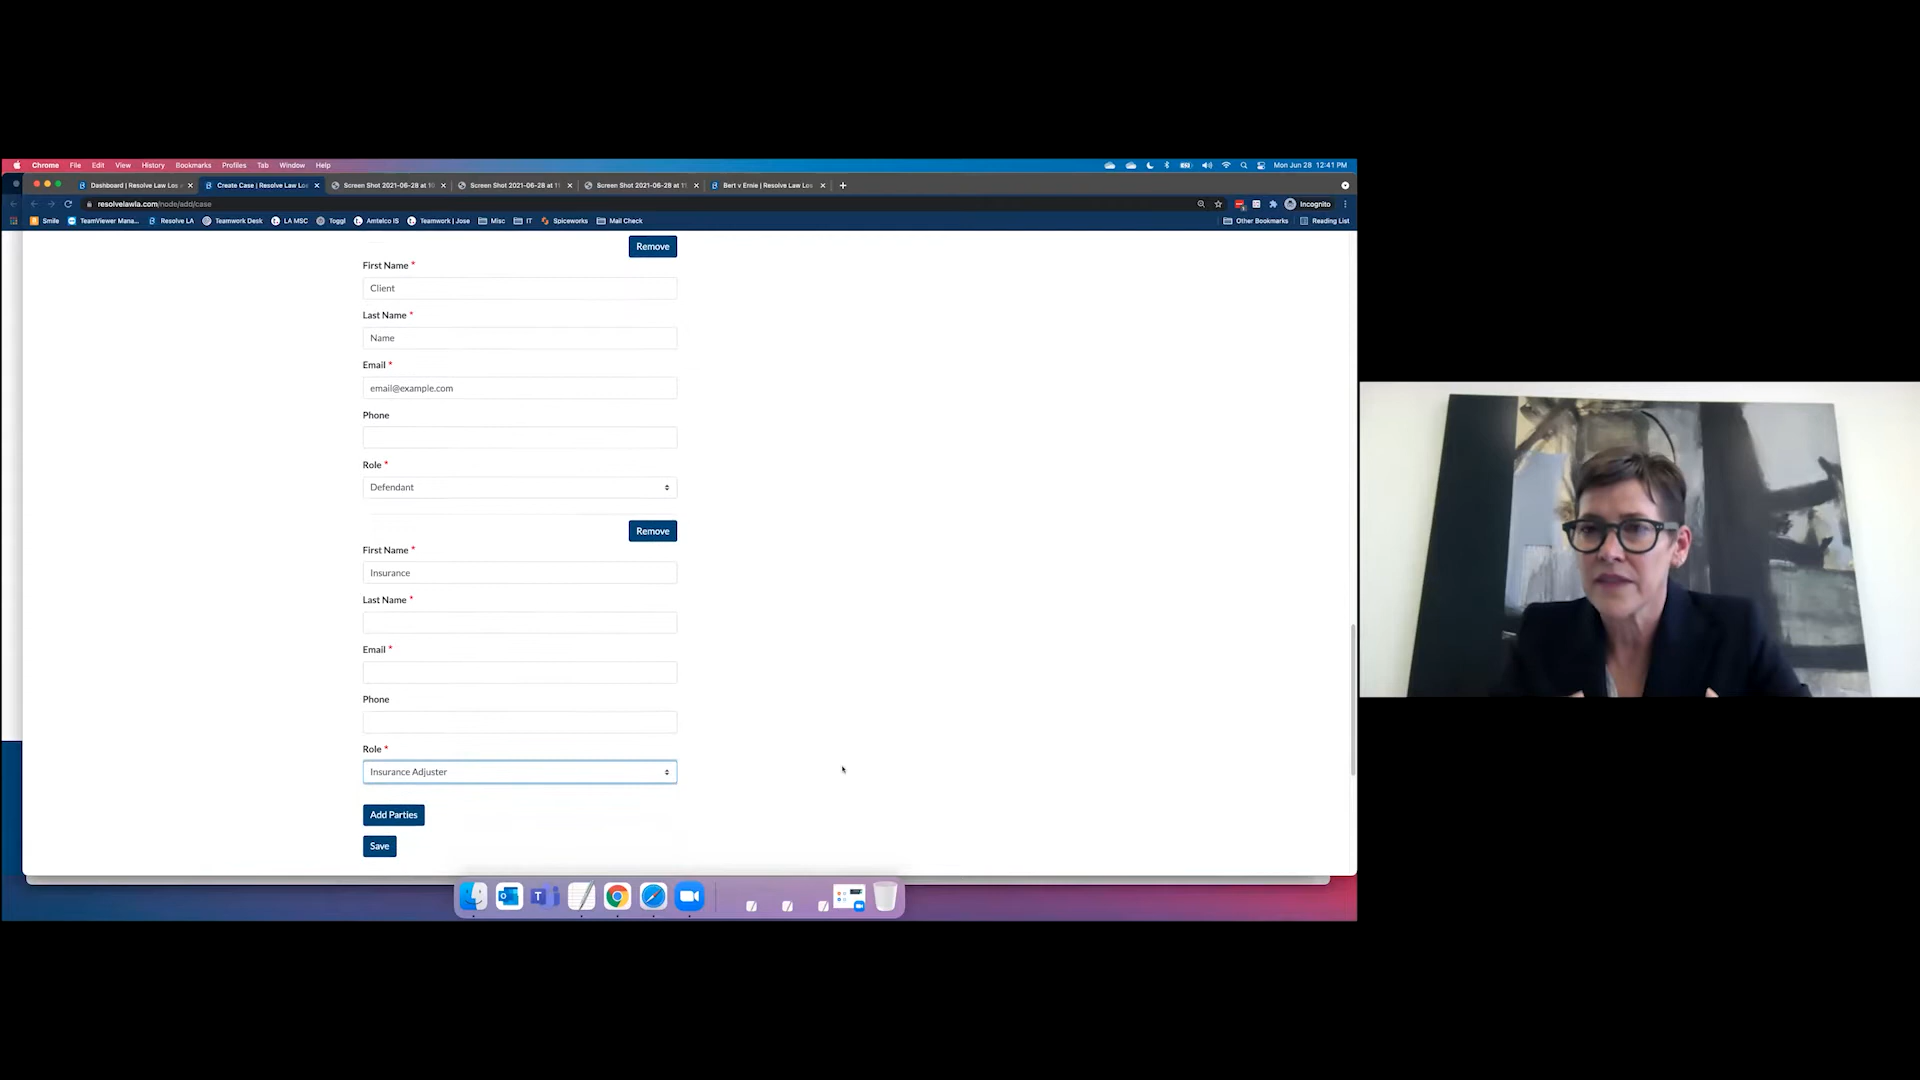 Chrome File Edit View History Bookmarks Profiles Tab Window Help Mon Jun 28 12:41 PM
Dashboard | Resolve Law Los Create Case | Resolve Law Los Screen Shot 2021-06-28 at 10 Screen Shot 2021-06-28 at 11 Screen Shot 2021-06-28 at 11 Bert v Ernie | Resolve Law Los
resolvelawla.com/node/add/case Incognito
Smile TeamViewer Mana... Resolve LA Teamwork Desk LA MSC Toggl Amtelco IS Teamwork | Jose Misc IT Spiceworks Mail Check Other Bookmarks Reading List
Remove
First Name *
Client
Last Name *
Name
Email *
email@example.com
Phone
Role *
Defendant
Remove
First Name *
Insurance
Last Name *
Email *
Phone
Role *
Insurance Adjuster
Add Parties
Save